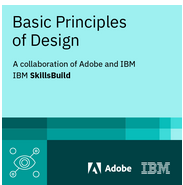 Basic Principles
of Design
A collaboration of Adobe and IBM
IBM SkillsBuild
Adobe IBM